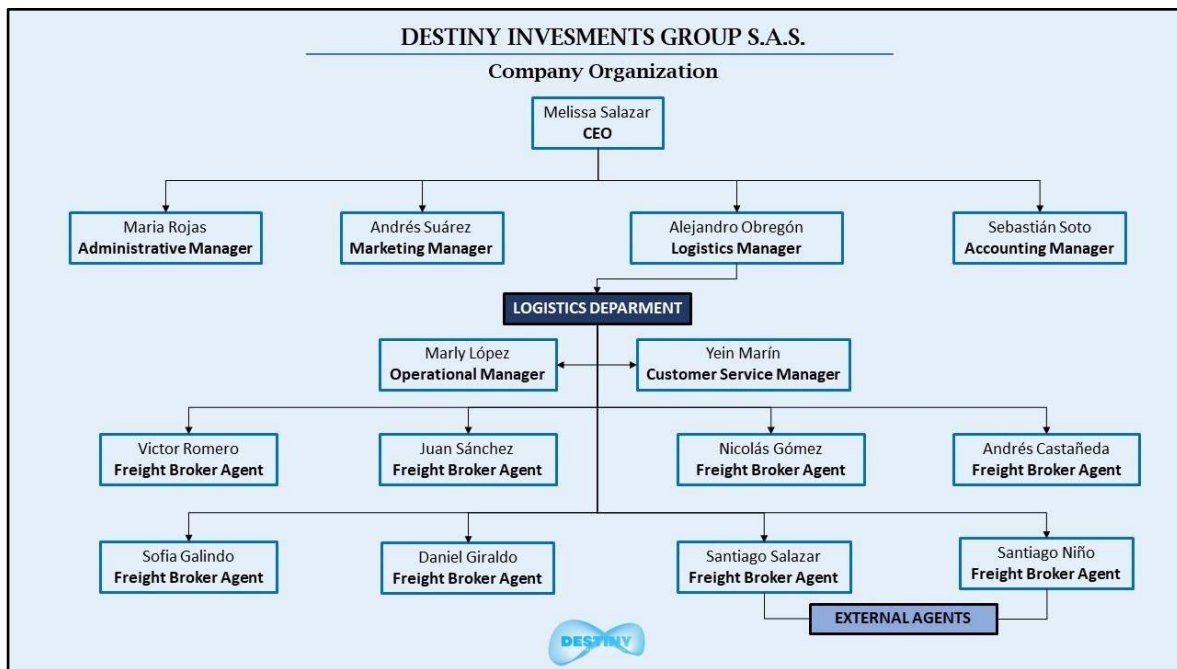 DESTINY INVESMENTS GROUP S.A.S.
Company Organization
Melissa Salazar
CEO
Maria Rojas
Administrative Manager
Andrés Suárez
Marketing Manager
Alejandro Obregón
Logistics Manager
Sebastián Soto
Accounting Manager
LOGISTICS DEPARMENT
Marly López
Operational Manager
Yein Marín
Customer Service Manager
Victor Romero
Freight Broker Agent
Juan Sánchez
Freight Broker Agent
Nicolás Gómez
Freight Broker Agent
Andrés Castañeda
Freight Broker Agent
Sofia Galindo
Freight Broker Agent
Daniel Giraldo
Freight Broker Agent
Santiago Salazar
Freight Broker Agent
Santiago Niño
Freight Broker Agent
EXTERNAL AGENTS
DESTINY